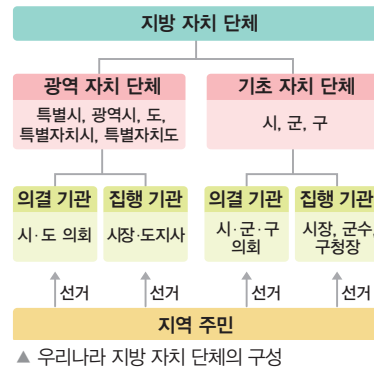 지방 자치 단체
광역 자치 단체
특별시, 광역시, 도,
특별자치시, 특별자치도
기초 자치 단체
시, 군, 구
의결 기관
시·도 의회
집행 기관
시장·도지사
의결 기관
시·군·구
의회
집행 기관
시장, 군수,
구청장
선거
선거
선거
선거
지역 주민
▲ 우리나라 지방 자치 단체의 구성